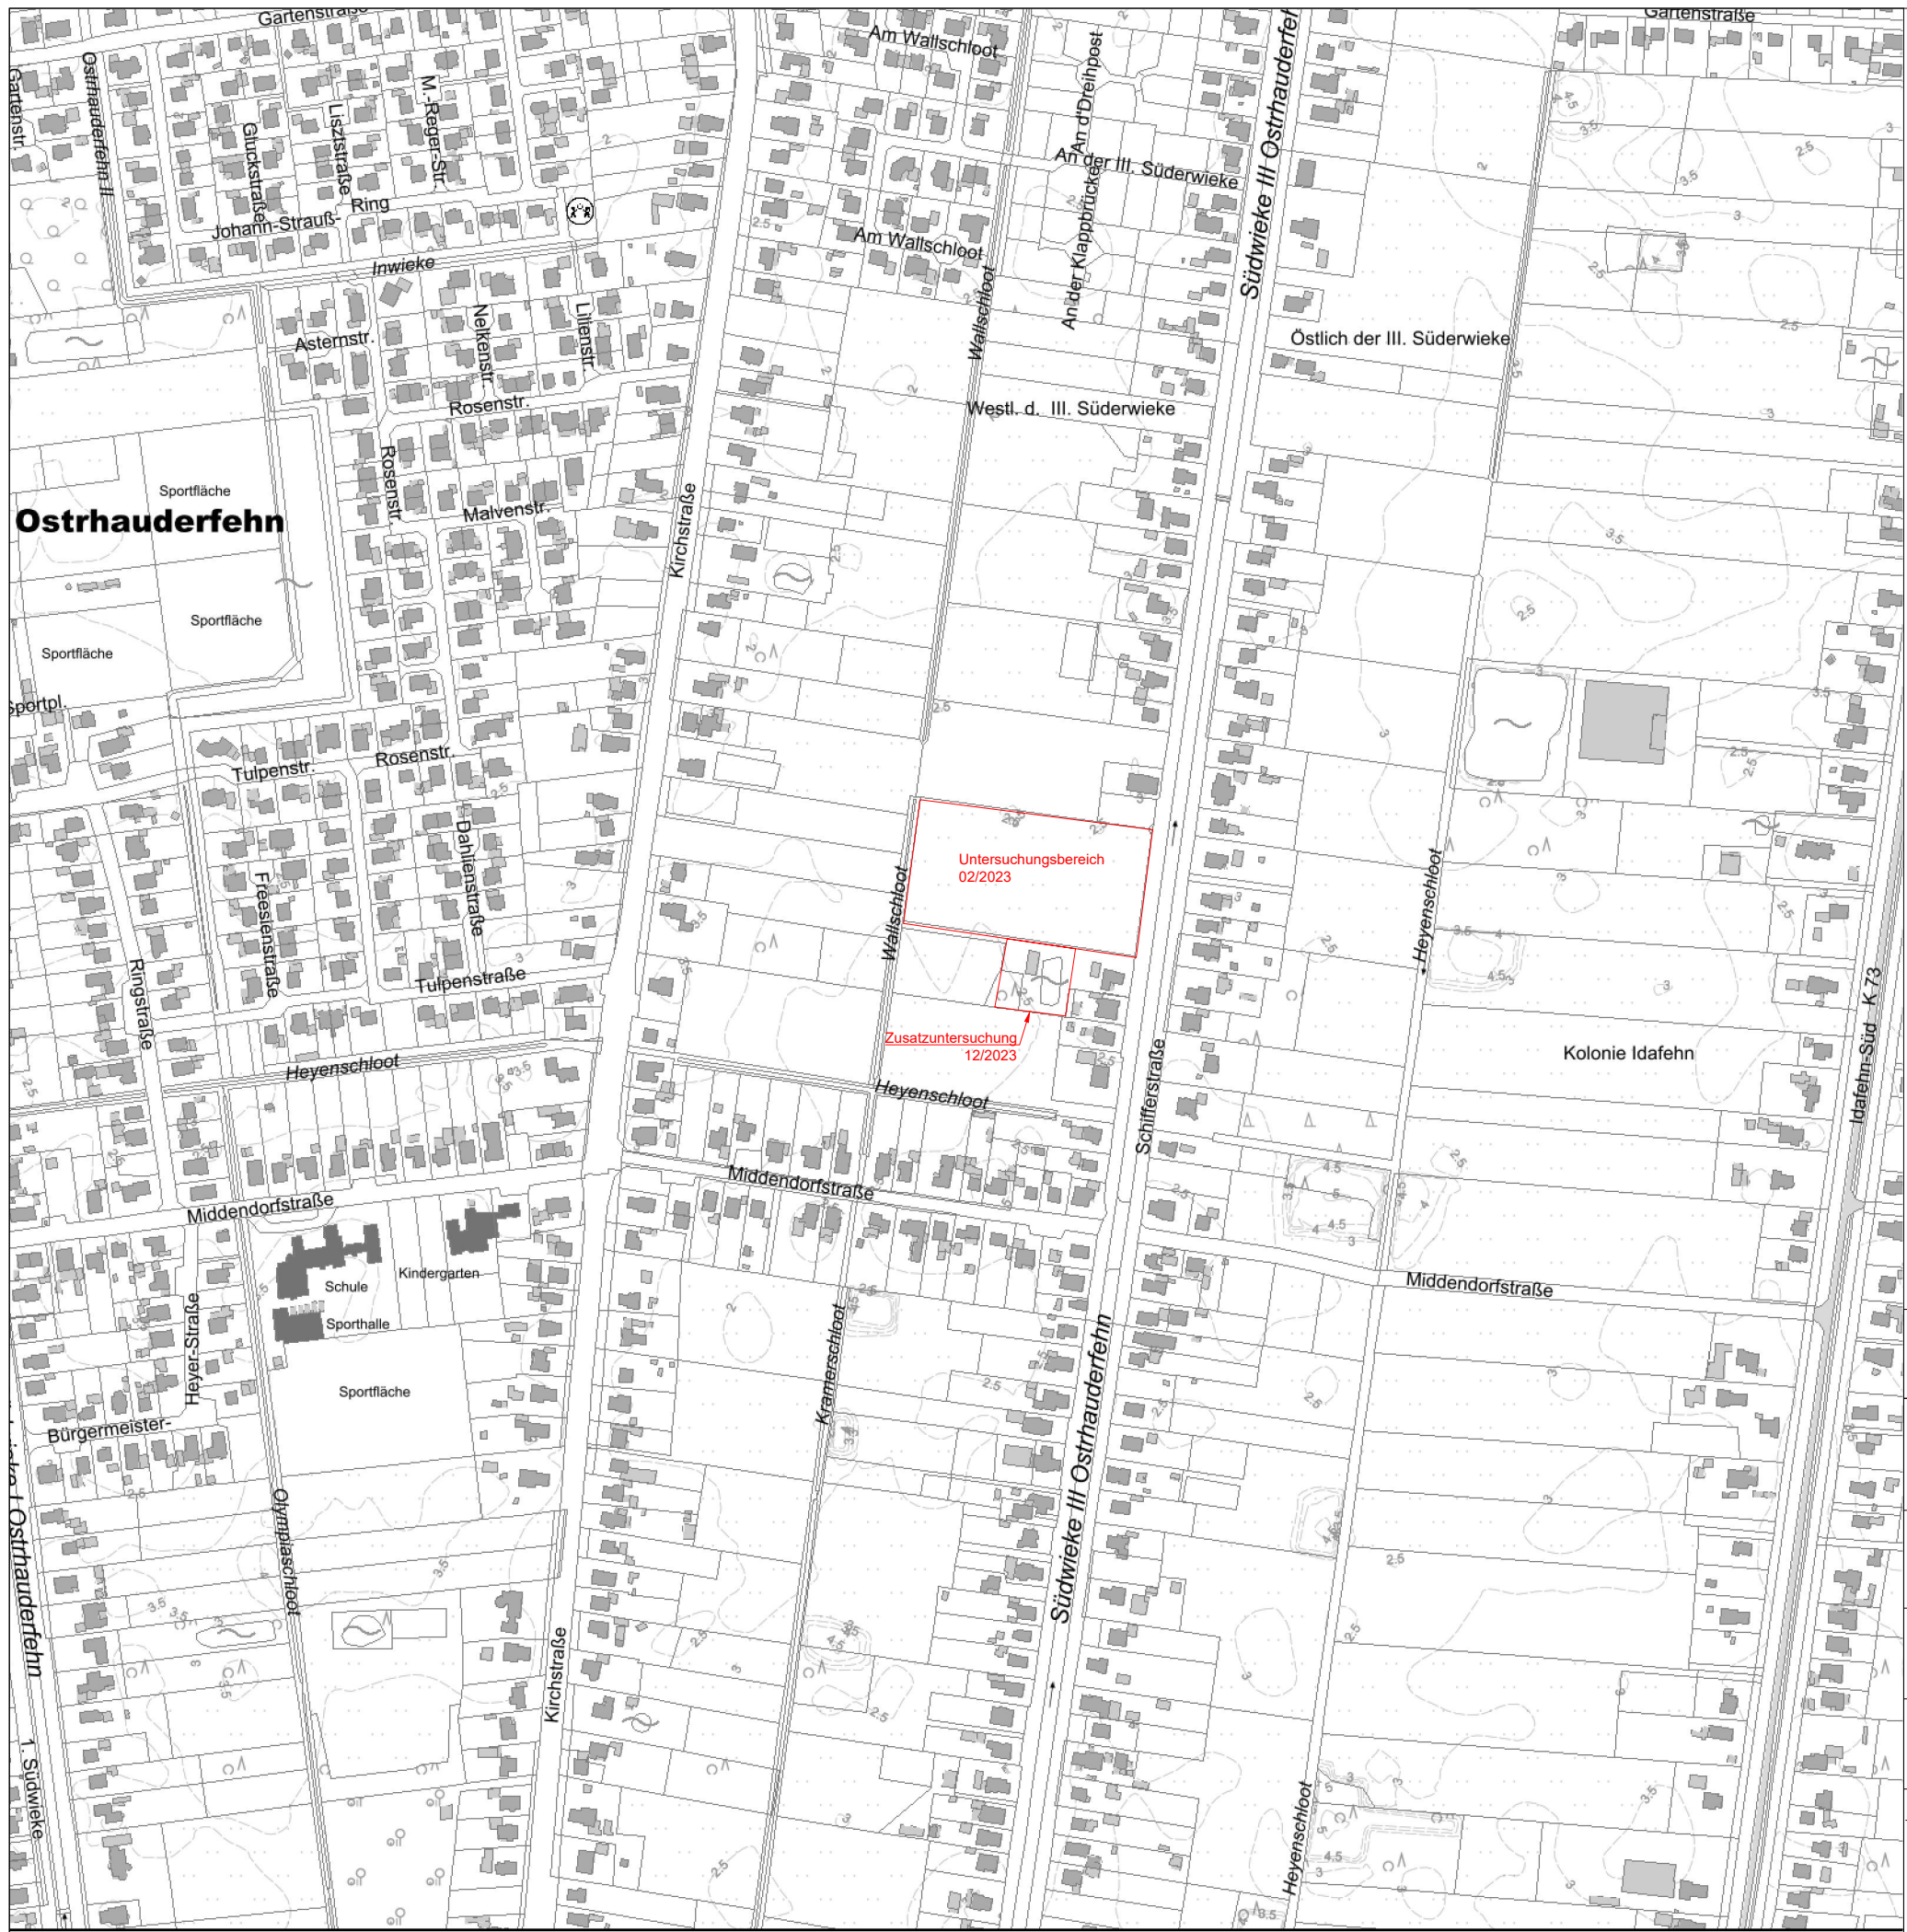 Gartenstraße
Gartenstraße
Am Wallschloot
Südwieke III Ostrhauderfehn
Gartenstr.
Ostrhauderfehn II
Gluckstraße
Lisztstraße
M.-Reger-Str.
An d'Dreihpost
An der III. Süderwieke
Johann-Strauß-
Ring
Am Wallschloot
An der Klappbrücke
Inwieke
Wallschloot
Asternstr.
Nelkenstr.
Lilienstr.
Östlich der III. Süderwieke
Rosenstr.
Westl. d. III. Süderwieke
Rosenstr.
Sportfläche
Ostrhauderfehn
Malvenstr.
Kirchstraße
Sportfläche
Sportfläche
Sportpl.
Tulpenstr.
Rosenstr.
Dahlienstraße
Freesienstraße
Untersuchungsbereich
02/2023
Wallschloot
Heyenschloot
Ringstraße
Tulpenstraße
Zusatzuntersuchung
12/2023
Heyenschloot
Heyenschloot
Schifferstraße
Kolonie Idafehn
Idafehn-Süd K 73
Middendorfstraße
Middendorfstraße
Middendorfstraße
Schule
Kindergarten
Sporthalle
Heyer-Straße
Sportfläche
Kramerschloot
Südwieke III Ostrhauderfehn
Bürgermeister-
Olympiaschloot
Kirchstraße
1. Südwieke
Heyenschloot